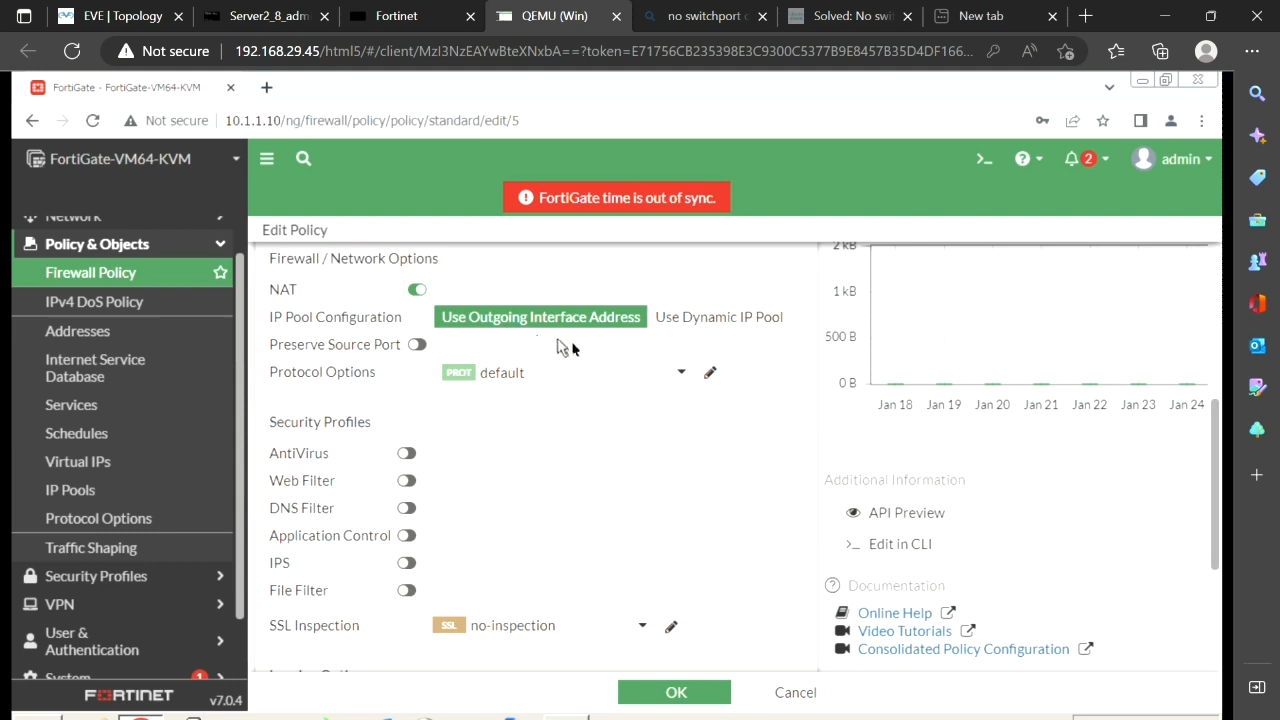 EVE | Topology
Server2_8_adm
Fortinet
QEMU (Win)
no switchport c
Solved: No swi
New tab
Not secure
192.168.29.45/html5/#/client/MzI3NzEAYwBteXNxbA==?token=E71756CB235398E3C9300C5377B9E8457B35D4DF166...
FortiGate - FortiGate-VM64-KVM
Not secure
10.1.1.10/ng/firewall/policy/policy/standard/edit/5
FortiGate-VM64-KVM
2
admin
FortiGate time is out of sync.
Network
Policy & Objects
Firewall Policy
IPv4 DoS Policy
Addresses
Internet Service
Database
Services
Schedules
Virtual IPs
IP Pools
Protocol Options
Traffic Shaping
Security Profiles
VPN
User &
Authentication
System
1
FORTINET
v7.0.4
Edit Policy
Firewall / Network Options
NAT
IP Pool Configuration
Use Outgoing Interface Address
Use Dynamic IP Pool
Preserve Source Port
Protocol Options
PROT default
Security Profiles
AntiVirus
Web Filter
DNS Filter
Application Control
IPS
File Filter
SSL Inspection
SSL no-inspection
2 kB
1 kB
500 B
0 B
Jan 18 Jan 19 Jan 20 Jan 21 Jan 22 Jan 23 Jan 24
Additional Information
API Preview
>_ Edit in CLI
Documentation
Online Help
Video Tutorials
Consolidated Policy Configuration
OK
Cancel